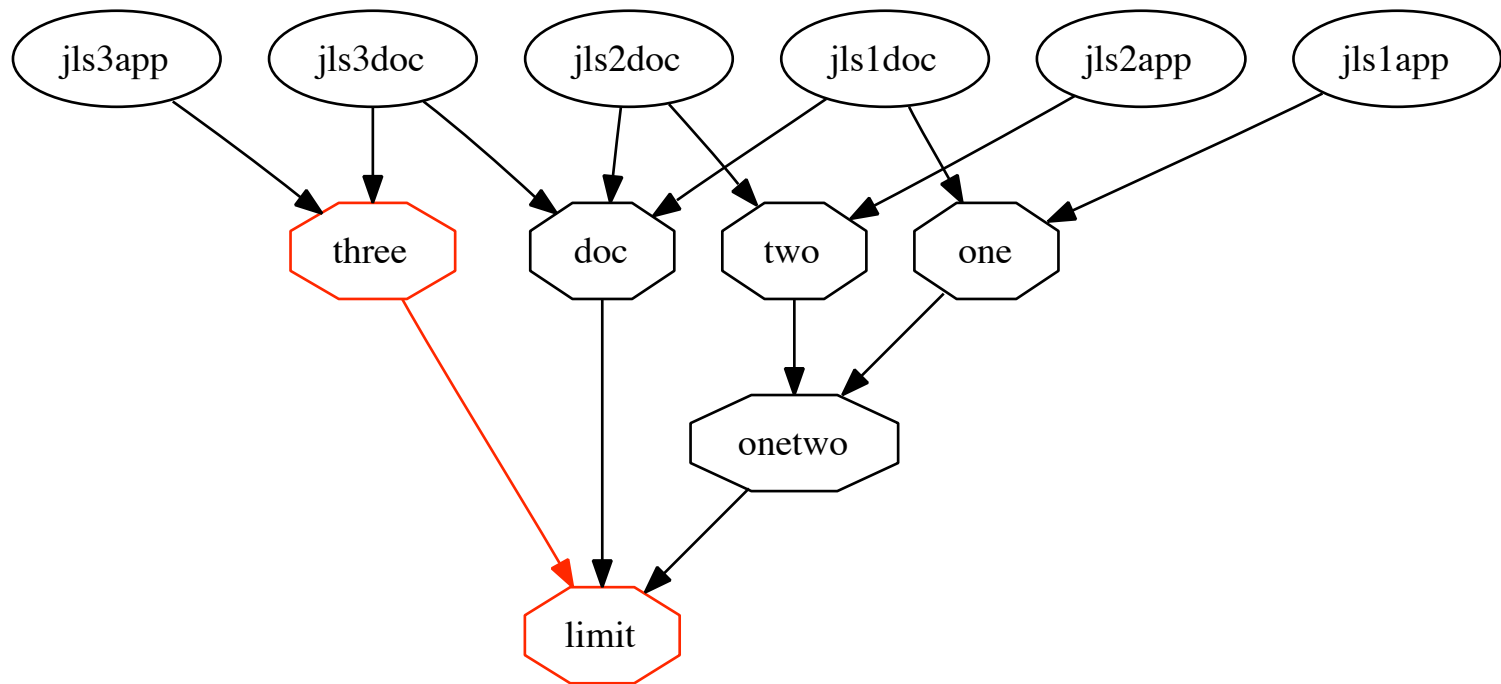 jls3app
jls3doc
jls2doc
jls1doc
jls2app
jls1app
three
doc
two
one
onetwo
limit